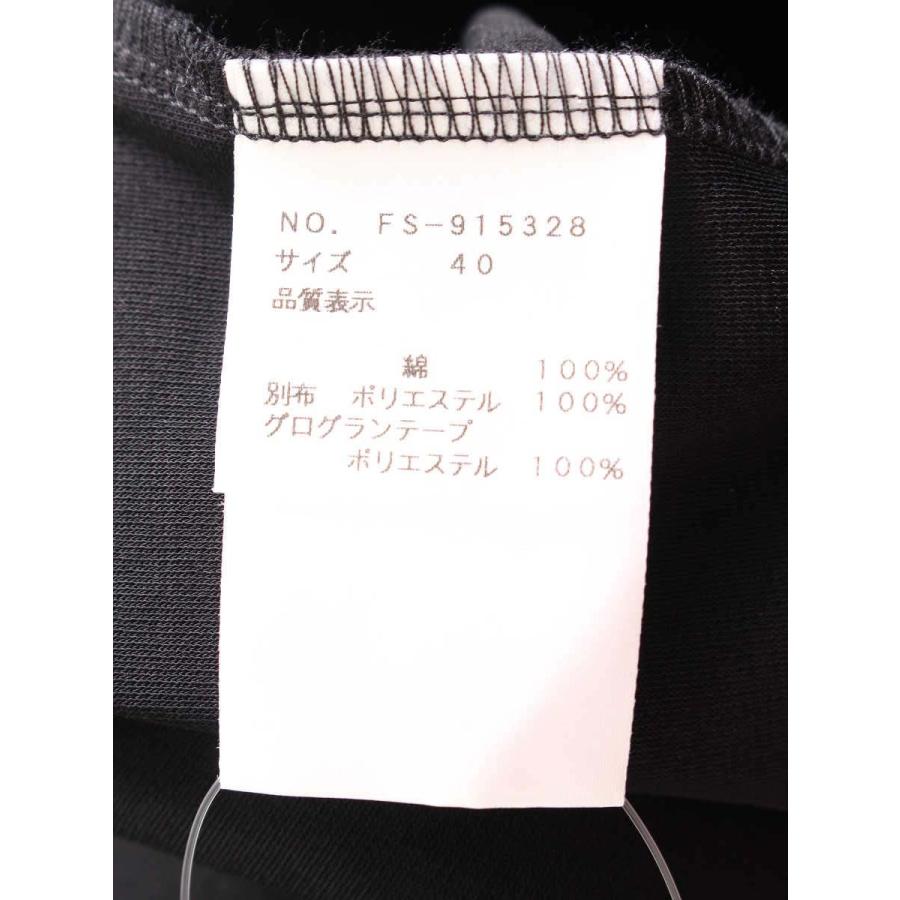 NO. FS-915328
サイズ 40
品質表示
綿 100%
別布 ポリエステル 100%
グログランテープ
ポリエステル 100%